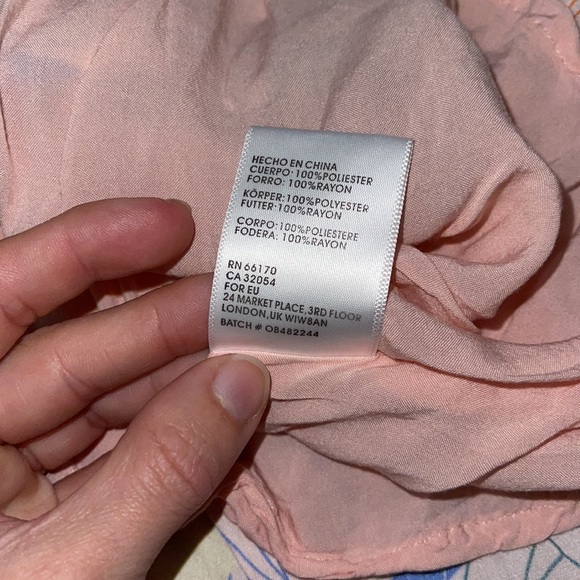 HECHO EN CHINA
CUERPO:100%POLIESTER
FORRO: 100%RAYON
KÖRPER:100%POLYESTER
FUTTER:100%RAYON
CORPO:100%POLIESTERE
FODERA: 100%RAYON
RN 66170
CA 32054
FOR EU
24 MARKET PLACE, 3RD FLOOR
LONDON, UK WIW8AN
BATCH # OB482244